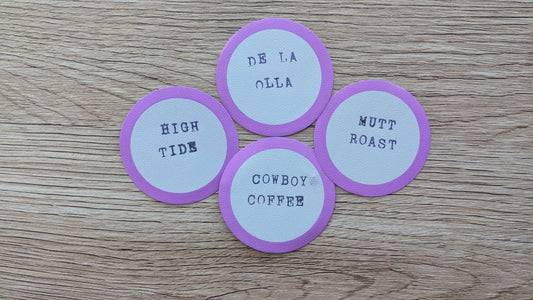 DE LA
OLLA
HIGH
TIDE
MUTT
ROAST
COWBOY
COFFEE